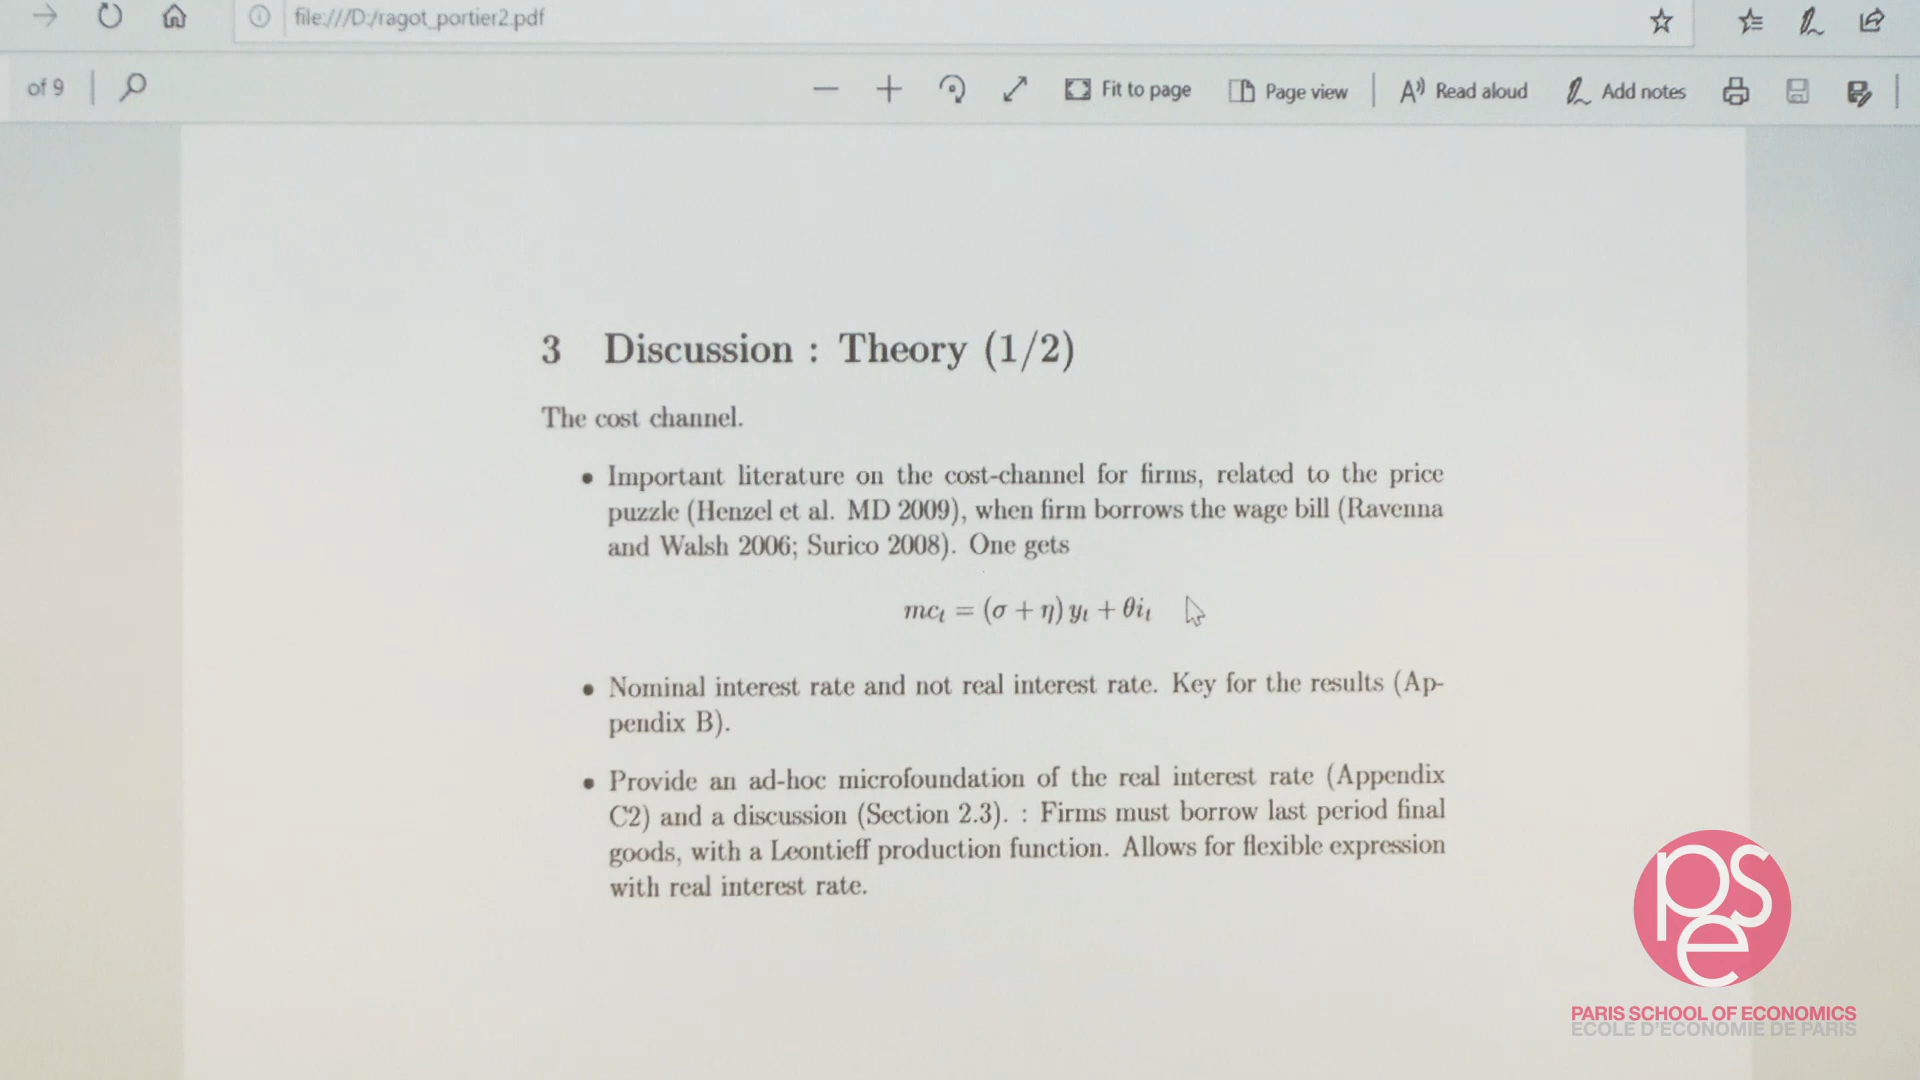 file:///D:/ragot_portier2.pdf
of 9
Fit to page
Page view
Read aloud
Add notes
3 Discussion : Theory (1/2)
The cost channel.
• Important literature on the cost-channel for firms, related to the price
puzzle (Henzel et al. MD 2009), when firm borrows the wage bill (Ravenna
and Walsh 2006; Surico 2008). One gets
mcₜ = (σ + η) yₜ + θiₜ
• Nominal interest rate and not real interest rate. Key for the results (Ap-
pendix B).
• Provide an ad-hoc microfoundation of the real interest rate (Appendix
C2) and a discussion (Section 2.3). : Firms must borrow last period final
goods, with a Leontieff production function. Allows for flexible expression
with real interest rate.
pse
PARIS SCHOOL OF ECONOMICS
ECOLE D'ECONOMIE DE PARIS